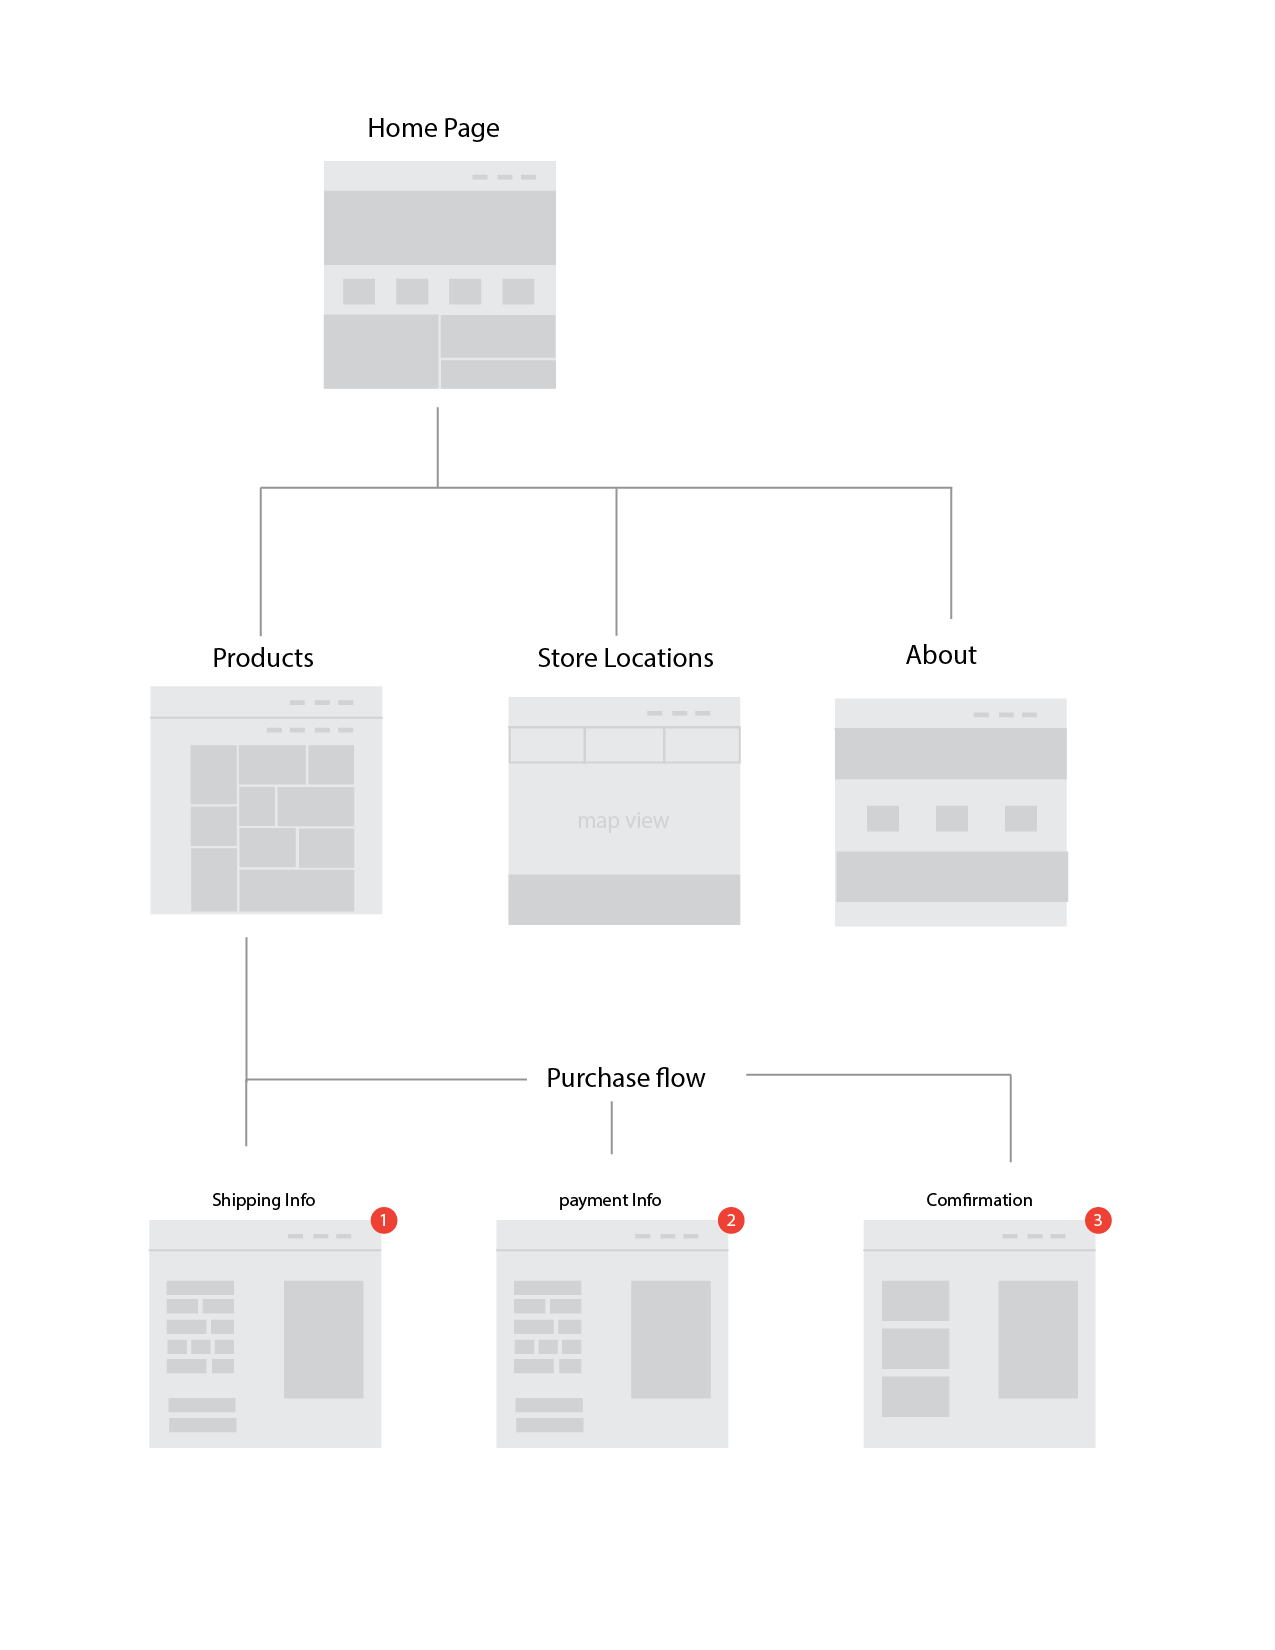 Home Page
Products
Store Locations
About
map view
Purchase flow
Shipping Info
1
payment Info
2
Comfirmation
3